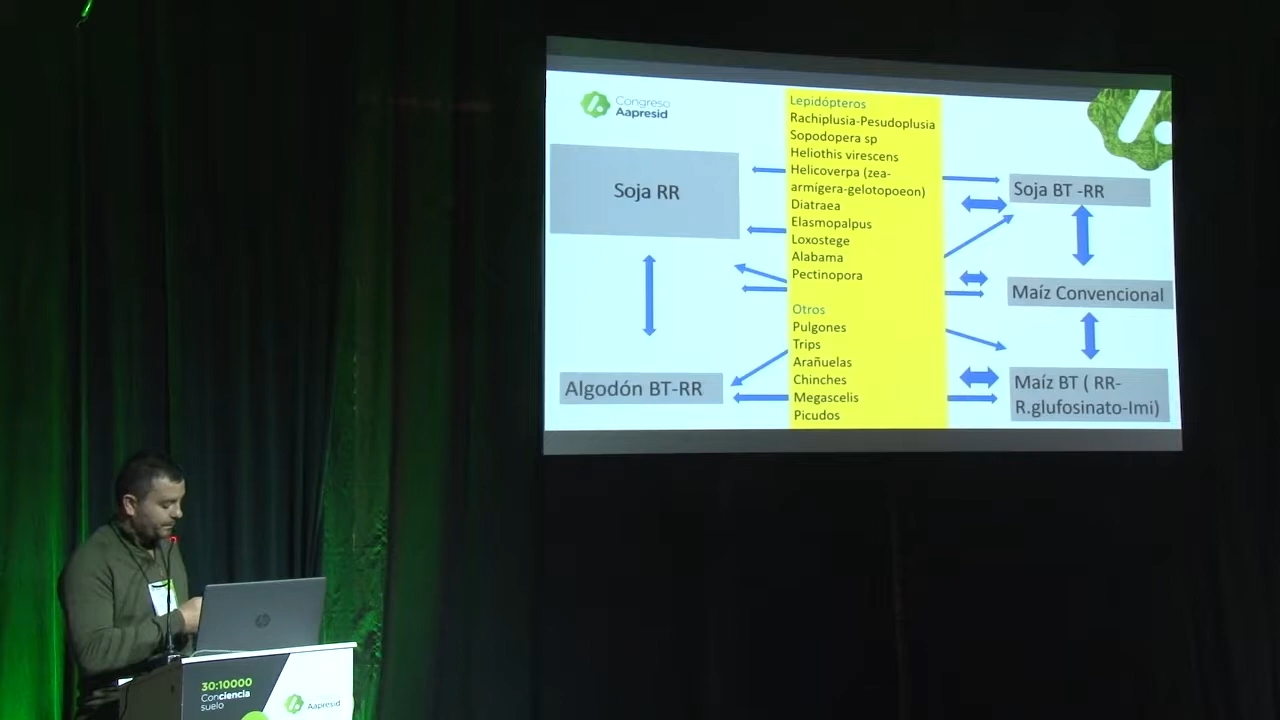 Congreso
Aapresid
Soja RR
Algodón BT-RR
Lepidópteros
Rachiplusia-Pesudoplusia
Sopodopera sp
Heliothis virescens
Helicoverpa (zea-
armigera-gelotopoeon)
Diatraea
Elasmopalpus
Loxostege
Alabama
Pectinopora
Otros
Pulgones
Trips
Arañuelas
Chinches
Megascelis
Picudos
Soja BT -RR
Maíz Convencional
Maíz BT ( RR-
R.glufosinato-Imi)
hp
30:10000
Conciencia
suelo
Aapresid